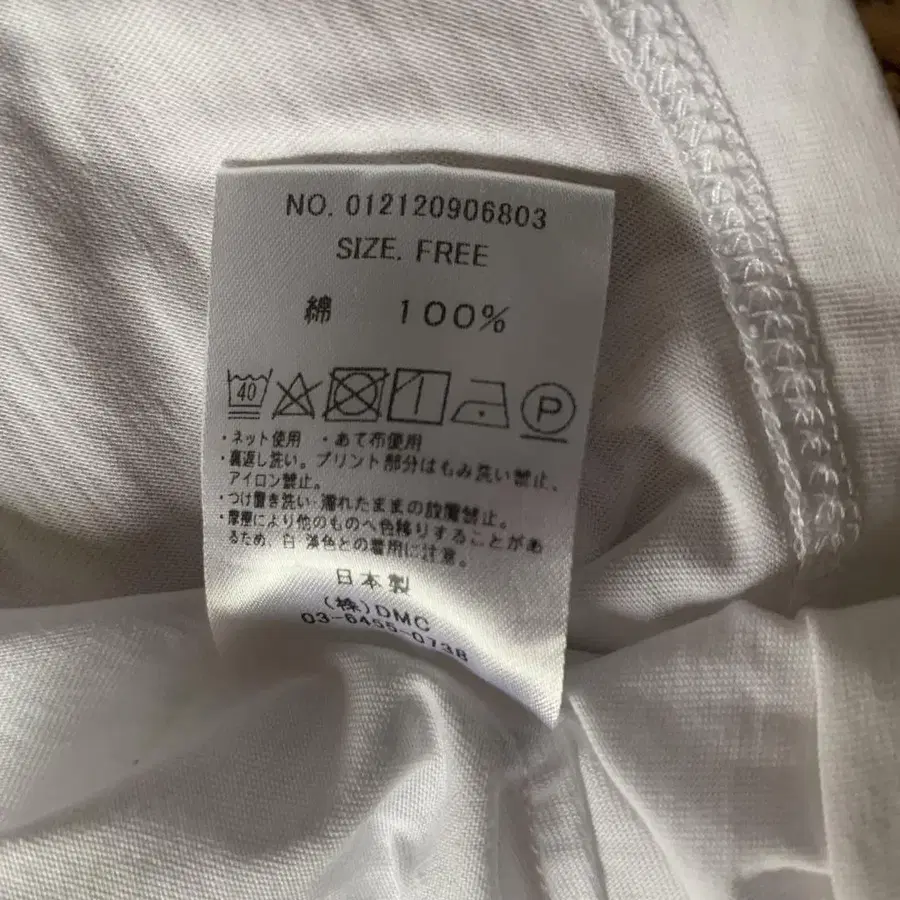 NO. 012120906803
SIZE. FREE
綿 100%
40 P
・ネット使用 ・あて布使用
・裏返し洗い。プリント部分はもみ洗い禁止、
アイロン禁止。
・つけ置き洗い・濡れたままの放置禁止。
・摩擦により他のものへ色移りすることがあ
るため、白 淡色との着用に注意。
日本製
(株)DMC
03-6455-0738